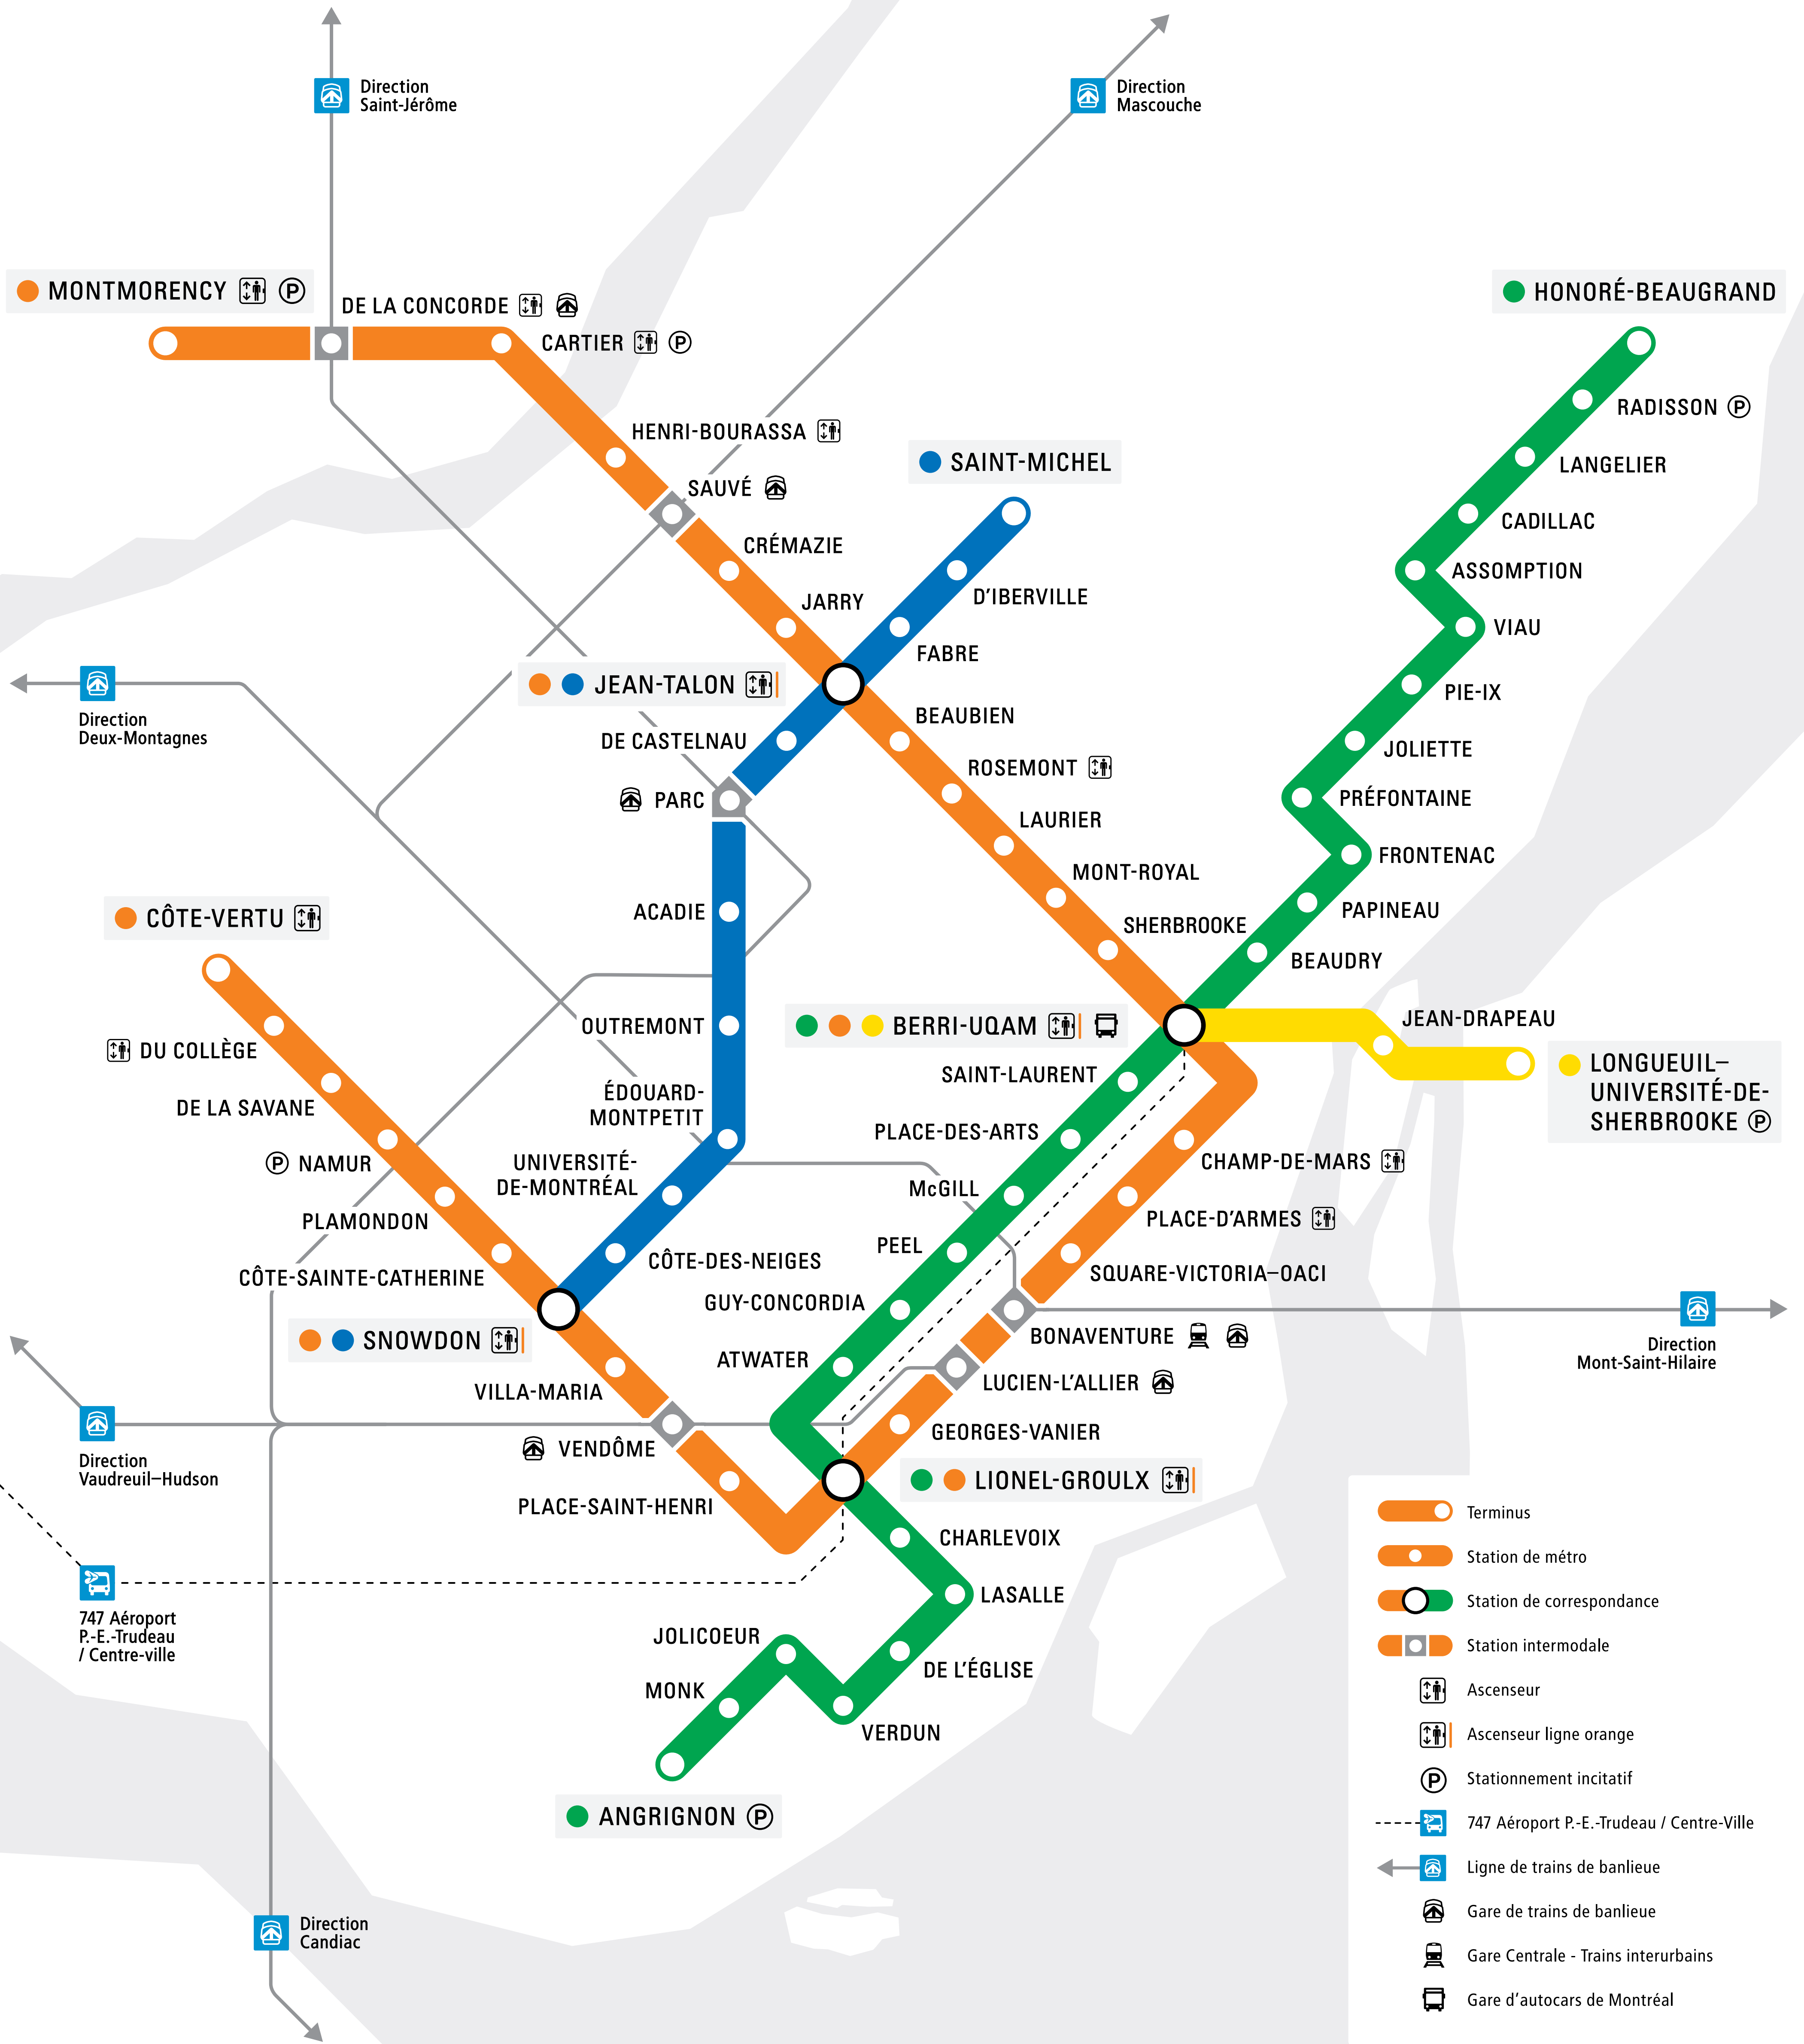 Direction
Saint-Jérôme
Direction
Mascouche
MONTMORENCY P
HONORÉ-BEAUGRAND
DE LA CONCORDE
CARTIER P
RADISSON P
HENRI-BOURASSA
SAINT-MICHEL
LANGELIER
SAUVÉ
CADILLAC
CRÉMAZIE
ASSOMPTION
D'IBERVILLE
JARRY
VIAU
FABRE
JEAN-TALON
PIE-IX
Direction
Deux-Montagnes
BEAUBIEN
DE CASTELNAU
JOLIETTE
ROSEMONT
PARC
PRÉFONTAINE
LAURIER
FRONTENAC
MONT-ROYAL
ACADIE
PAPINEAU
CÔTE-VERTU
SHERBROOKE
BEAUDRY
OUTREMONT
BERRI-UQAM
JEAN-DRAPEAU
DU COLLÈGE
SAINT-LAURENT
LONGUEUIL–
UNIVERSITÉ-DE-
SHERBROOKE P
ÉDOUARD-
MONTPETIT
DE LA SAVANE
PLACE-DES-ARTS
P NAMUR
UNIVERSITÉ-
DE-MONTRÉAL
CHAMP-DE-MARS
McGILL
PLAMONDON
PLACE-D'ARMES
PEEL
CÔTE-DES-NEIGES
CÔTE-SAINTE-CATHERINE
SQUARE-VICTORIA–OACI
GUY-CONCORDIA
SNOWDON
BONAVENTURE
Direction
Mont-Saint-Hilaire
ATWATER
VILLA-MARIA
LUCIEN-L'ALLIER
VENDÔME
GEORGES-VANIER
Direction
Vaudreuil–Hudson
LIONEL-GROULX
PLACE-SAINT-HENRI
CHARLEVOIX
LASALLE
747 Aéroport
P.-E.-Trudeau
/ Centre-ville
JOLICOEUR
DE L'ÉGLISE
MONK
VERDUN
ANGRIGNON P
Direction
Candiac
Terminus
Station de métro
Station de correspondance
Station intermodale
Ascenseur
Ascenseur ligne orange
P Stationnement incitatif
747 Aéroport P.-E.-Trudeau / Centre-Ville
Ligne de trains de banlieue
Gare de trains de banlieue
Gare Centrale - Trains interurbains
Gare d'autocars de Montréal